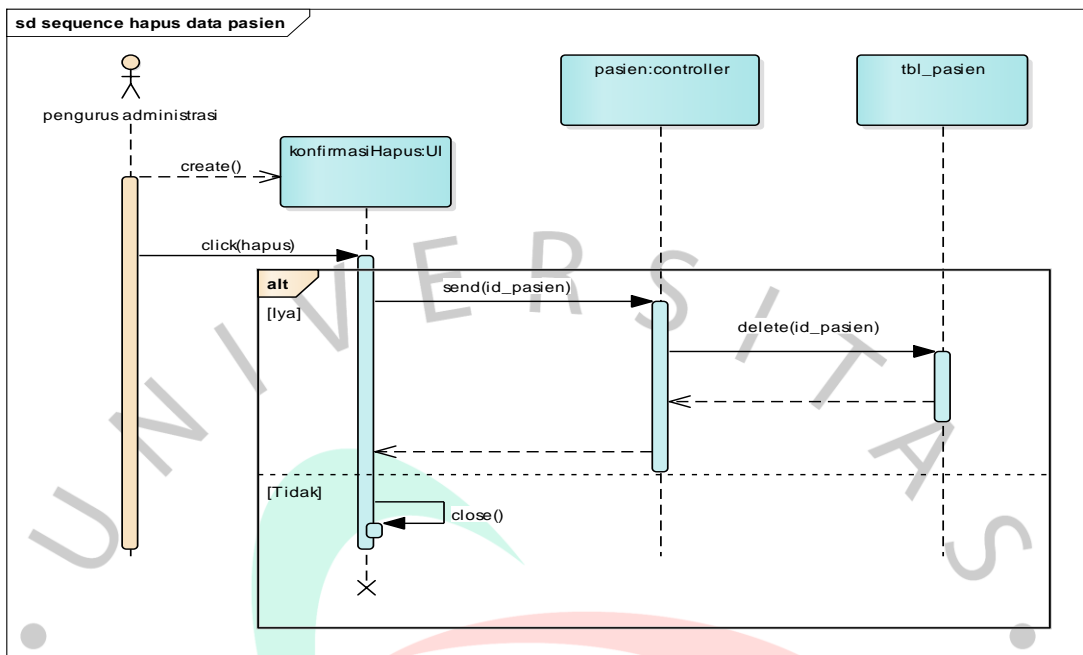 sd sequence hapus data pasien
pengurus administrasi
pasien:controller
tbl_pasien
konfirmasiHapus:UI
create()
click(hapus)
alt
[Iya]
send(id_pasien)
delete(id_pasien)
[Tidak]
close()
UNIVERSITAS